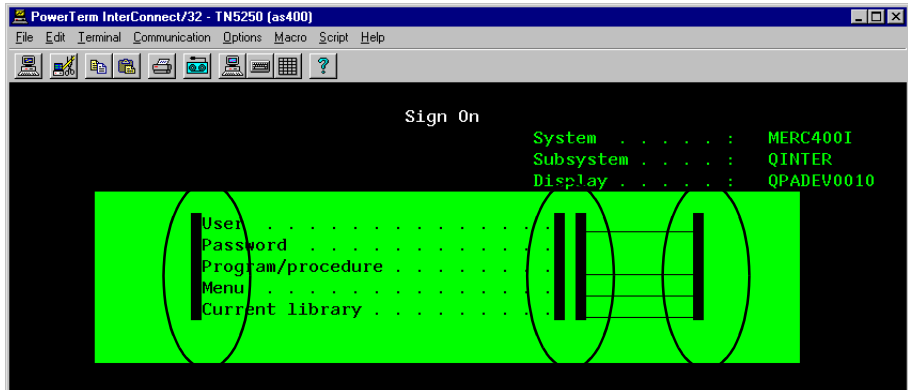 PowerTerm InterConnect/32 - TN5250 (as400)
File Edit Terminal Communication Options Macro Script Help
Sign On
System . . . . . : MERC400I
Subsystem . . . . : QINTER
Display . . . . . : QPADEV0010
User . . . . . . . . . . . . . .
Password . . . . . . . . . . . .
Program/procedure . . . . . . . .
Menu . . . . . . . . . . . . . .
Current library . . . . . . . . .